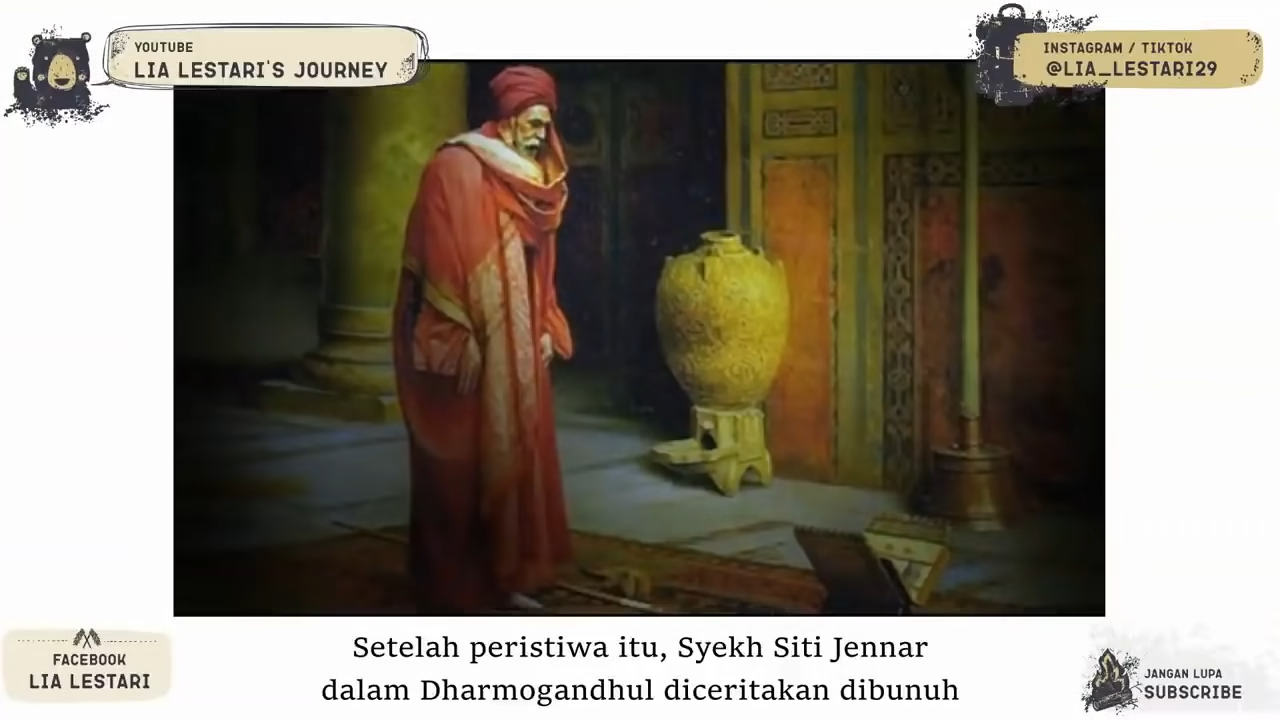 YOUTUBE
LIA LESTARI'S JOURNEY
INSTAGRAM / TIKTOK
@LIA_LESTARI29
Setelah peristiwa itu, Syekh Siti Jennar
dalam Dharmogandhul diceritakan dibunuh
FACEBOOK
LIA LESTARI
JANGAN LUPA
SUBSCRIBE